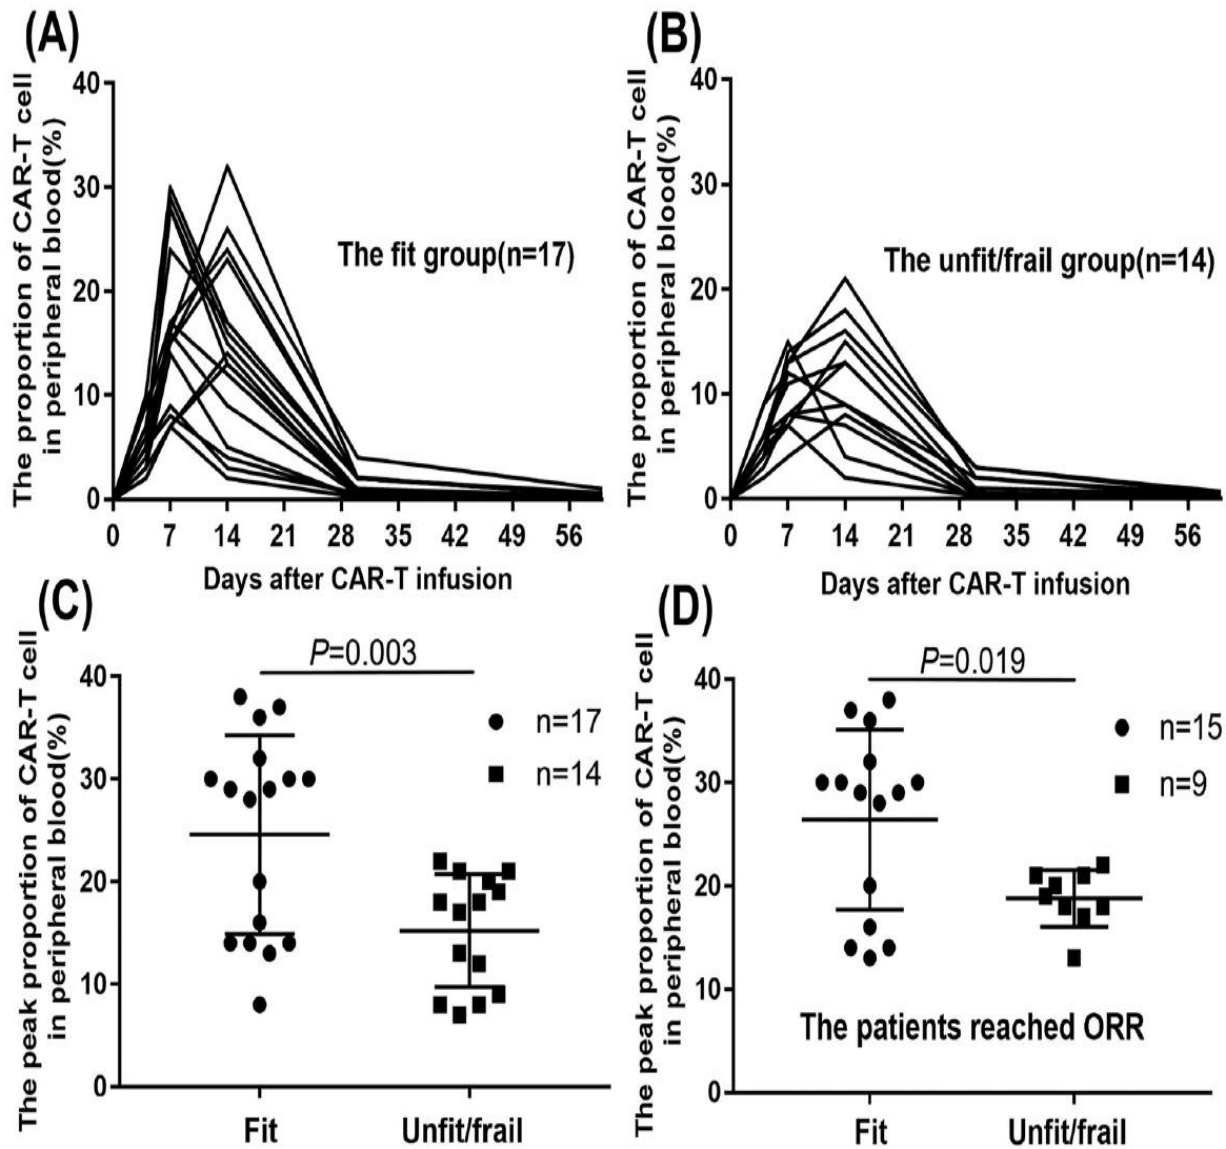 (A)
The proportion of CAR-T cell
in peripheral blood(%)
40
30
20
10
0
The fit group(n=17)
0 7 14 21 28 35 42 49 56
Days after CAR-T infusion
(B)
The proportion of CAR-T cell
in peripheral blood(%)
40
30
20
10
0
The unfit/frail group(n=14)
0 7 14 21 28 35 42 49 56
Days after CAR-T infusion
(C)
The peak proportion of CAR-T cell
in peripheral blood(%)
40
30
20
10
0
P=0.003
n=17
n=14
Fit Unfit/frail
(D)
The peak proportion of CAR-T cell
in peripheral blood(%)
40
30
20
10
0
P=0.019
n=15
n=9
The patients reached ORR
Fit Unfit/frail